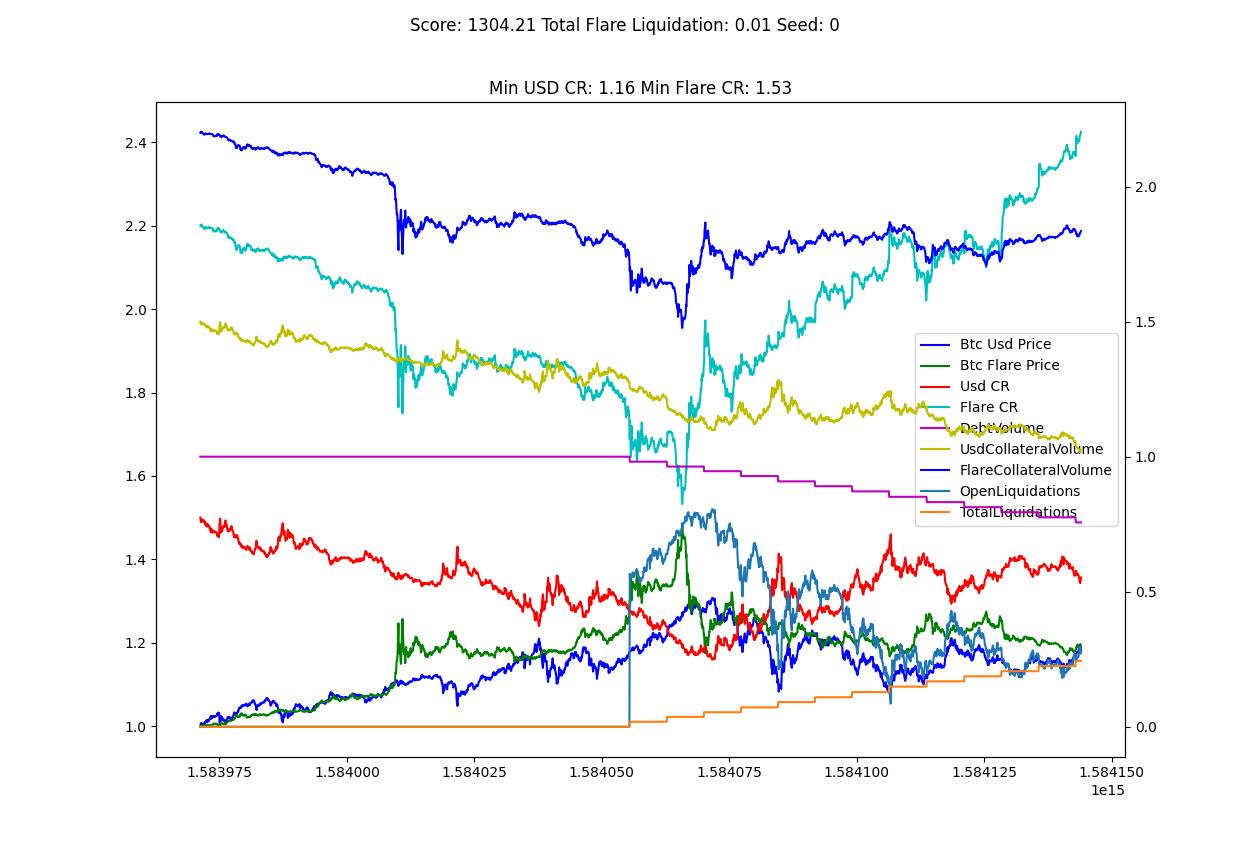 Score: 1304.21 Total Flare Liquidation: 0.01 Seed: 0
Min USD CR: 1.16 Min Flare CR: 1.53
2.4
2.2
2.0
1.8
1.6
1.4
1.2
1.0
2.0
1.5
1.0
0.5
0.0
Btc Usd Price
Btc Flare Price
Usd CR
Flare CR
DebtVolume
UsdCollateralVolume
FlareCollateralVolume
OpenLiquidations
TotalLiquidations
1.583975 1.584000 1.584025 1.584050 1.584075 1.584100 1.584125 1.584150
1e15